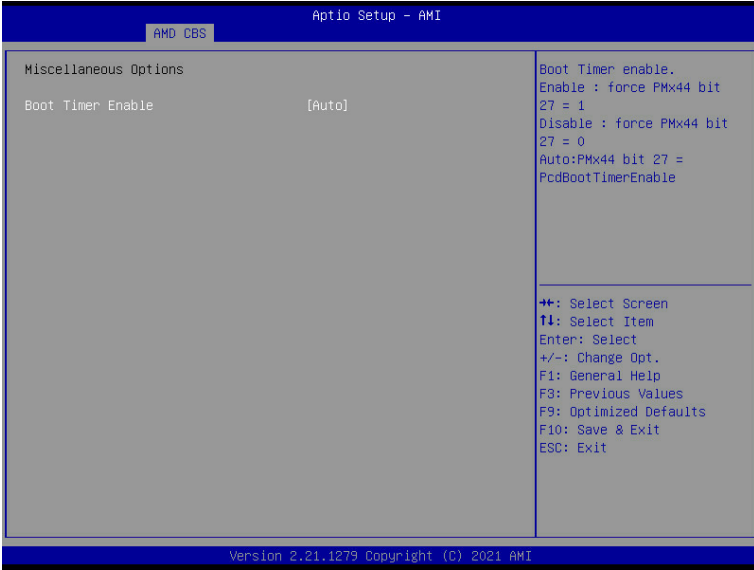 Aptio Setup – AMI
AMD CBS
Miscellaneous Options
Boot Timer Enable [Auto]
Boot Timer enable.
Enable : force PMx44 bit
27 = 1
Disable : force PMx44 bit
27 = 0
Auto:PMx44 bit 27 =
PcdBootTimerEnable
→←: Select Screen
↑↓: Select Item
Enter: Select
+/-: Change Opt.
F1: General Help
F3: Previous Values
F9: Optimized Defaults
F10: Save & Exit
ESC: Exit
Version 2.21.1279 Copyright (C) 2021 AMI